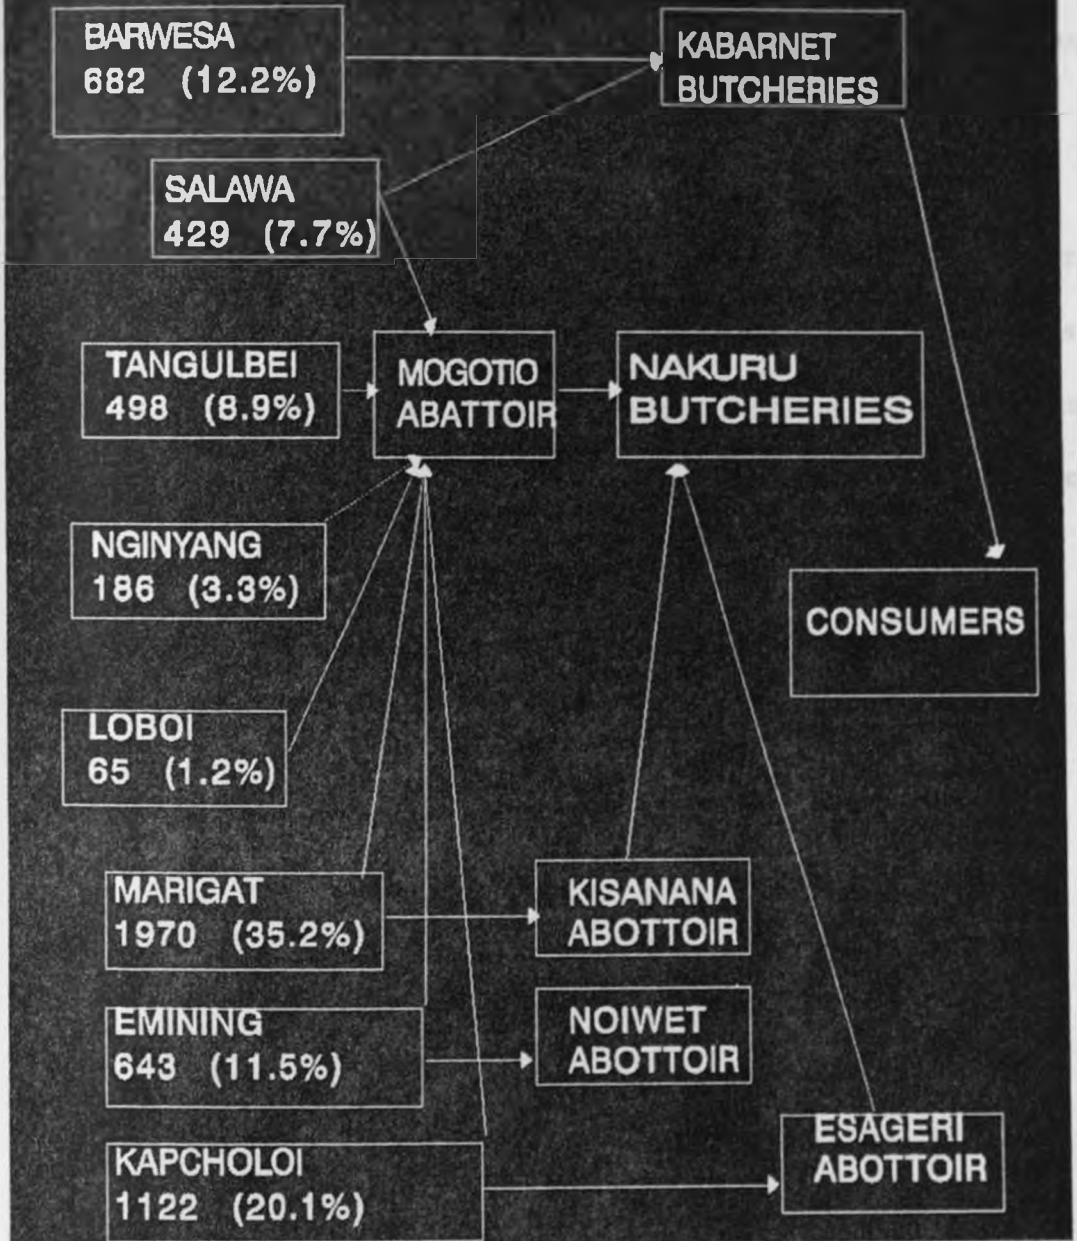 BARWESA
682 (12.2%)
KABARNET
BUTCHERIES
SALAWA
429 (7.7%)
TANGULBEI
498 (8.9%)
MOGOTIO
ABATTOIR
NAKURU
BUTCHERIES
NGINYANG
186 (3.3%)
CONSUMERS
LOBOI
65 (1.2%)
MARIGAT
1970 (35.2%)
KISANANA
ABOTTOIR
EMINING
643 (11.5%)
NOIWET
ABOTTOIR
KAPCHOLOI
1122 (20.1%)
ESAGERI
ABOTTOIR